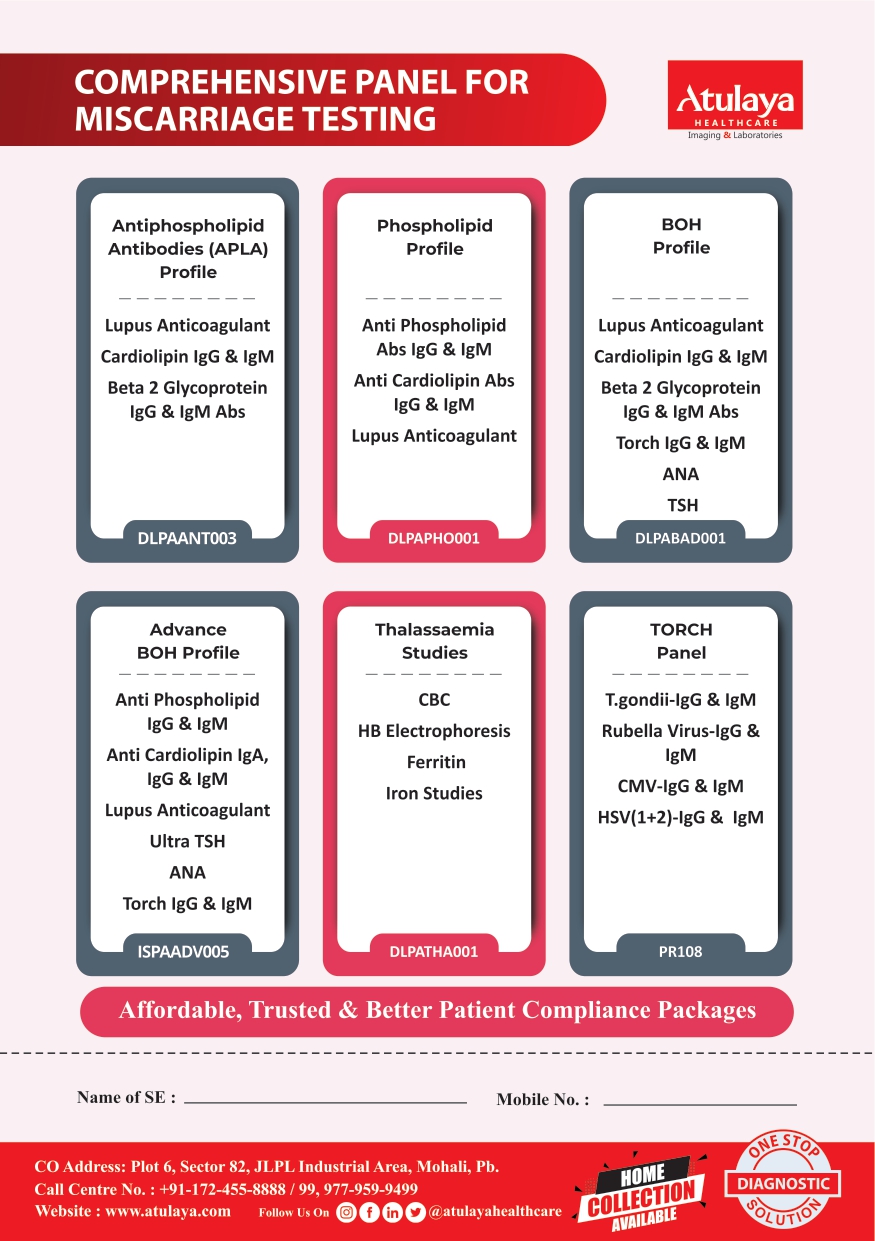 COMPREHENSIVE PANEL FOR
MISCARRIAGE TESTING
Atulaya
HEALTHCARE
Imaging & Laboratories
Antiphospholipid
Antibodies (APLA)
Profile
Lupus Anticoagulant
Cardiolipin IgG & IgM
Beta 2 Glycoprotein
IgG & IgM Abs
DLPAANT003
Phospholipid
Profile
Anti Phospholipid
Abs IgG & IgM
Anti Cardiolipin Abs
IgG & IgM
Lupus Anticoagulant
DLPAPHO001
BOH
Profile
Lupus Anticoagulant
Cardiolipin IgG & IgM
Beta 2 Glycoprotein
IgG & IgM Abs
Torch IgG & IgM
ANA
TSH
DLPABAD001
Advance
BOH Profile
Anti Phospholipid
IgG & IgM
Anti Cardiolipin IgA,
IgG & IgM
Lupus Anticoagulant
Ultra TSH
ANA
Torch IgG & IgM
ISPAADV005
Thalassaemia
Studies
CBC
HB Electrophoresis
Ferritin
Iron Studies
DLPATHA001
TORCH
Panel
T.gondii-IgG & IgM
Rubella Virus-IgG &
IgM
CMV-IgG & IgM
HSV(1+2)-IgG & IgM
PR108
Affordable, Trusted & Better Patient Compliance Packages
Name of SE :
Mobile No. :
CO Address: Plot 6, Sector 82, JLPL Industrial Area, Mohali, Pb.
Call Centre No. : +91-172-455-8888 / 99, 977-959-9499
Website : www.atulaya.com Follow Us On @atulayahealthcare
HOME
COLLECTION
AVAILABLE
ONE STOP
DIAGNOSTIC
SOLUTION